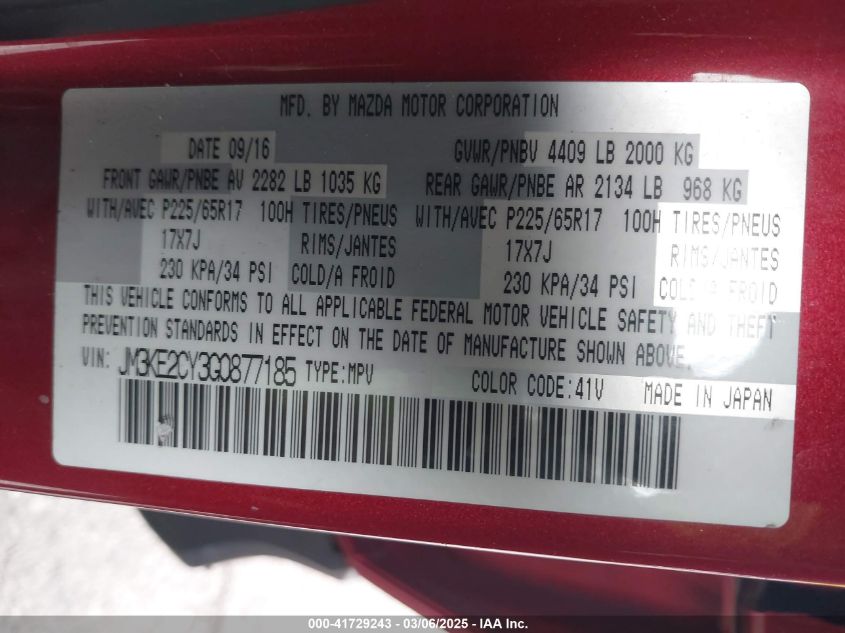 MFD. BY MAZDA MOTOR CORPORATION
DATE 09/16 GVWR/PNBV 4409 LB 2000 KG
FRONT GAWR/PNBE AV 2282 LB 1035 KG REAR GAWR/PNBE AR 2134 LB 968 KG
WITH/AVEC P225/65R17 100H TIRES/PNEUS WITH/AVEC P225/65R17 100H TIRES/PNEUS
17X7J RIMS/JANTES 17X7J RIMS/JANTES
230 KPA/34 PSI COLD/A FROID 230 KPA/34 PSI COLD/A FROID
THIS VEHICLE CONFORMS TO ALL APPLICABLE FEDERAL MOTOR VEHICLE SAFETY AND THEFT
PREVENTION STANDARDS IN EFFECT ON THE DATE OF MANUFACTURE SHOWN ABOVE.
VIN: JM3KE2CY3G0877185 TYPE:MPV COLOR CODE:41V MADE IN JAPAN
000-41729243 - 03/06/2025 - IAA Inc.